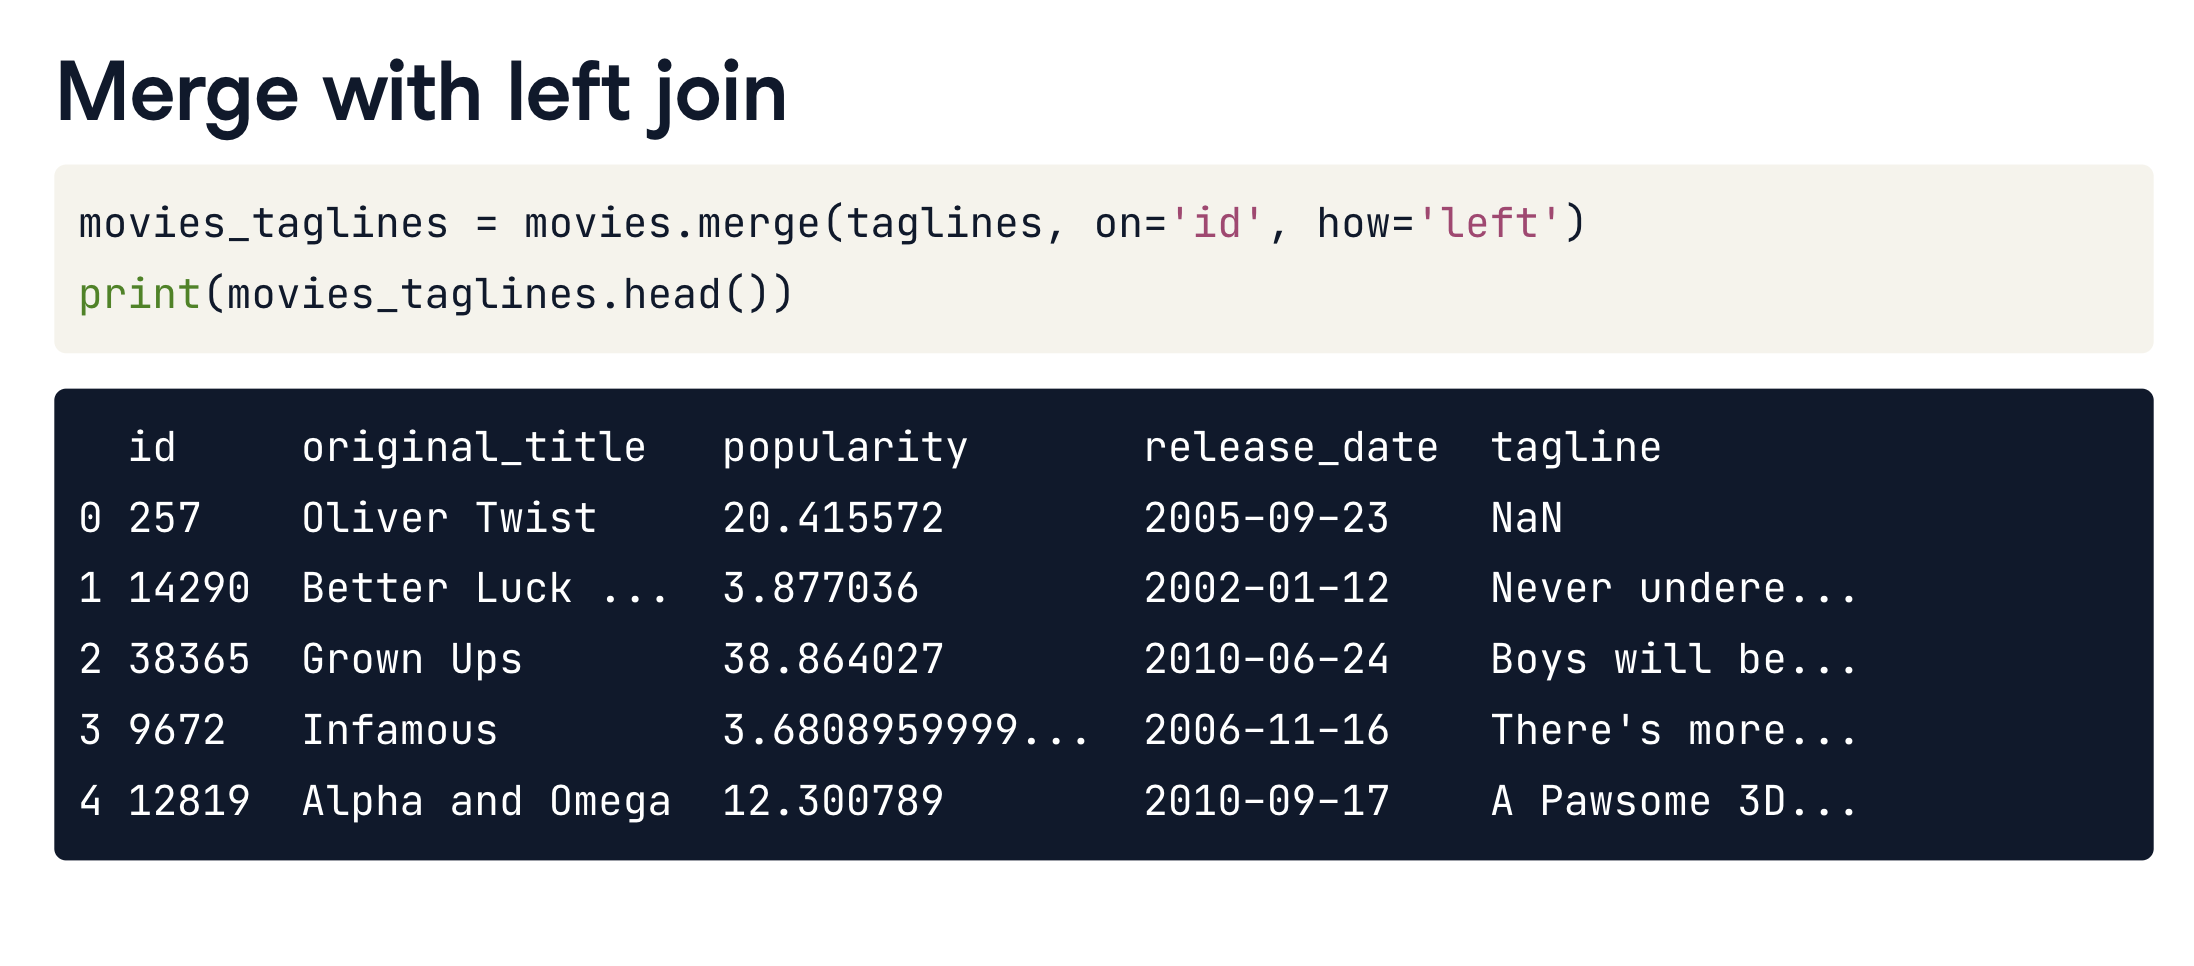 Merge with left join
movies_taglines = movies.merge(taglines, on='id', how='left')
print(movies_taglines.head())
id original_title popularity release_date tagline
0 257 Oliver Twist 20.415572 2005-09-23 NaN
1 14290 Better Luck ... 3.877036 2002-01-12 Never undere...
2 38365 Grown Ups 38.864027 2010-06-24 Boys will be...
3 9672 Infamous 3.6808959999... 2006-11-16 There's more...
4 12819 Alpha and Omega 12.300789 2010-09-17 A Pawsome 3D...